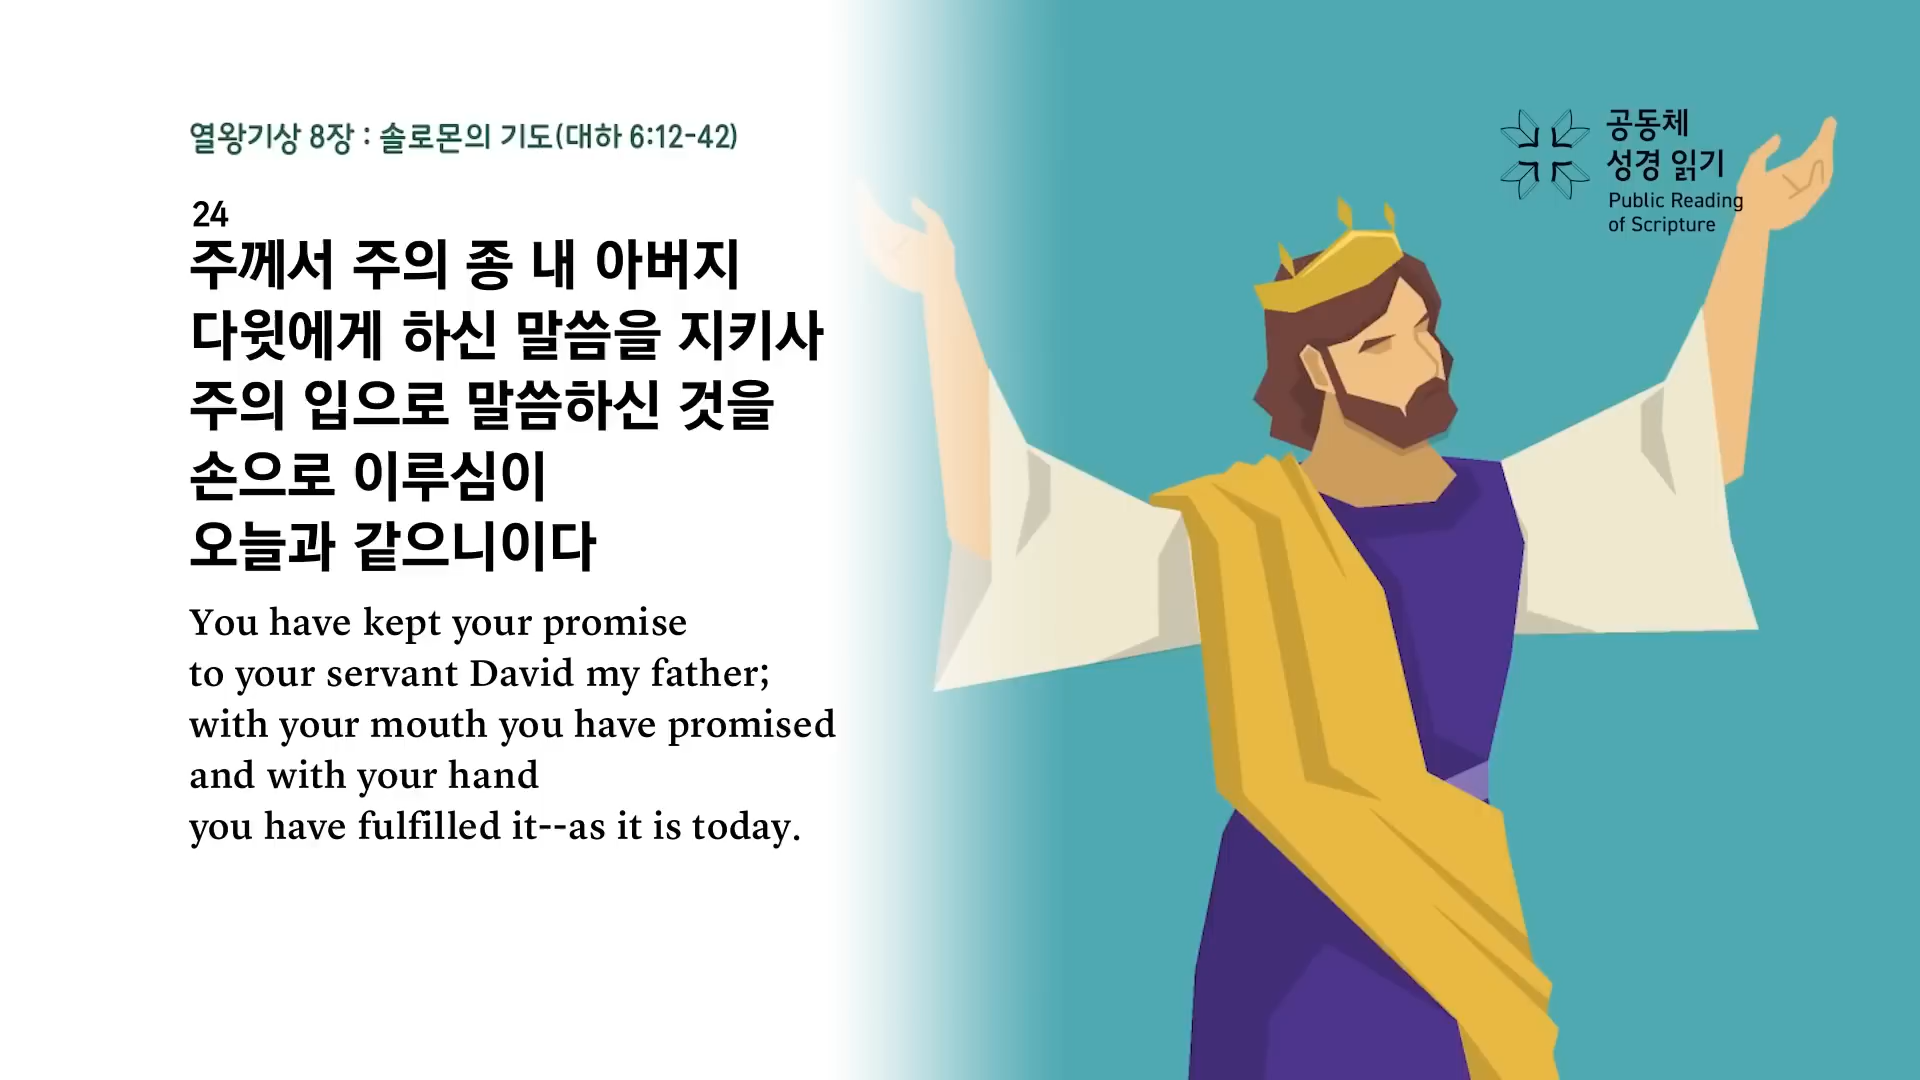 열왕기상 8장 : 솔로몬의 기도(대하 6:12-42)
24
주께서 주의 종 내 아버지
다윗에게 하신 말씀을 지키사
주의 입으로 말씀하신 것을
손으로 이루심이
오늘과 같으니이다
You have kept your promise
to your servant David my father;
with your mouth you have promised
and with your hand
you have fulfilled it--as it is today.
공동체
성경 읽기
Public Reading
of Scripture